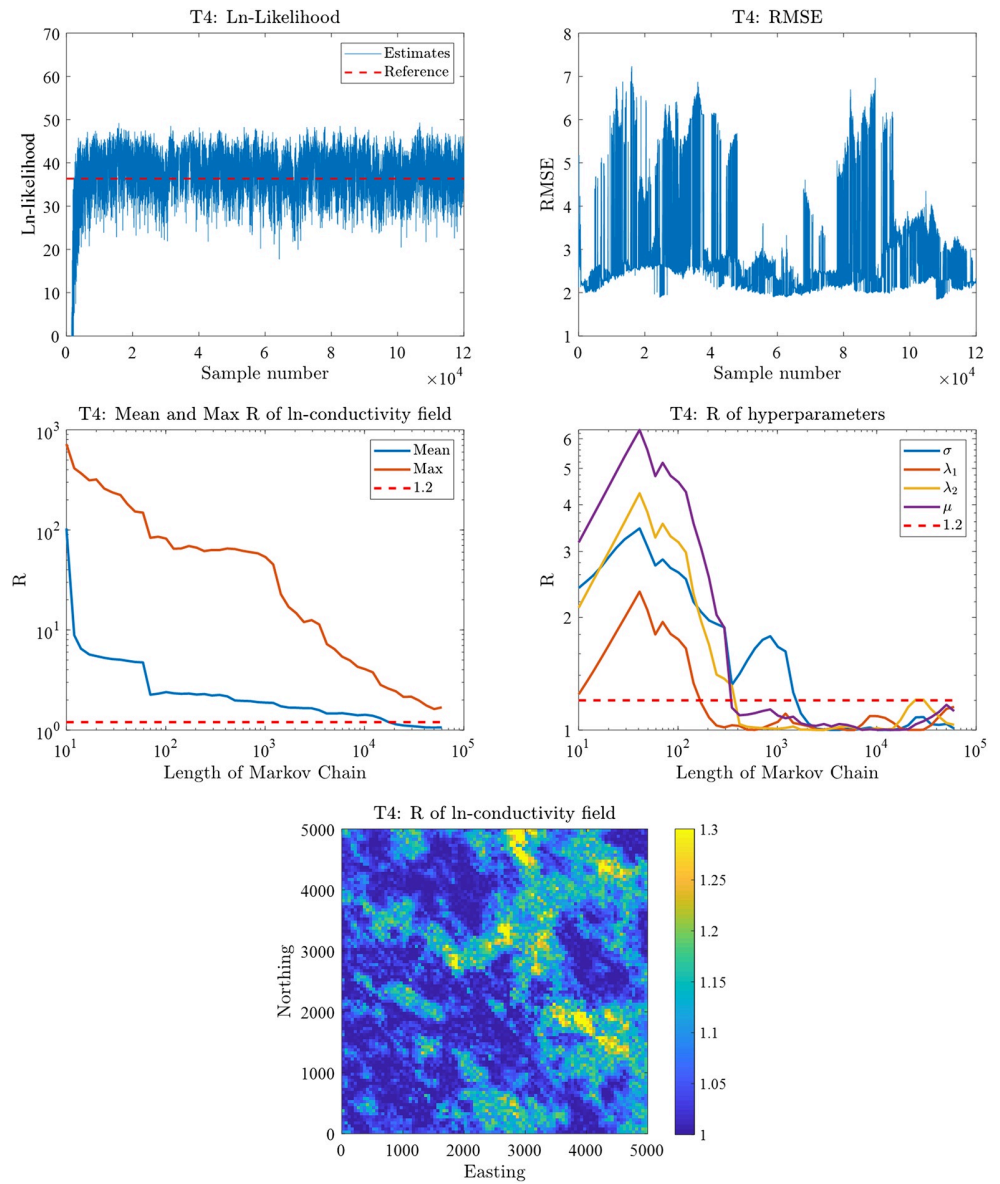 T4: Ln-Likelihood
70
60
50
40
30
20
10
0
Ln-likelihood
Estimates
Reference
0 2 4 6 8 10 12
Sample number
×10^4
T4: RMSE
8
7
6
5
4
3
2
1
RMSE
0 2 4 6 8 10 12
Sample number
×10^4
T4: Mean and Max R of ln-conductivity field
10^3
10^2
10^1
10^0
R
Mean
Max
1.2
10^1 10^2 10^3 10^4 10^5
Length of Markov Chain
T4: R of hyperparameters
6
5
4
3
2
1
R
σ
λ₁
λ₂
μ
1.2
10^1 10^2 10^3 10^4 10^5
Length of Markov Chain
T4: R of ln-conductivity field
5000
4000
3000
2000
1000
0
Northing
0 1000 2000 3000 4000 5000
Easting
1.3
1.25
1.2
1.15
1.1
1.05
1